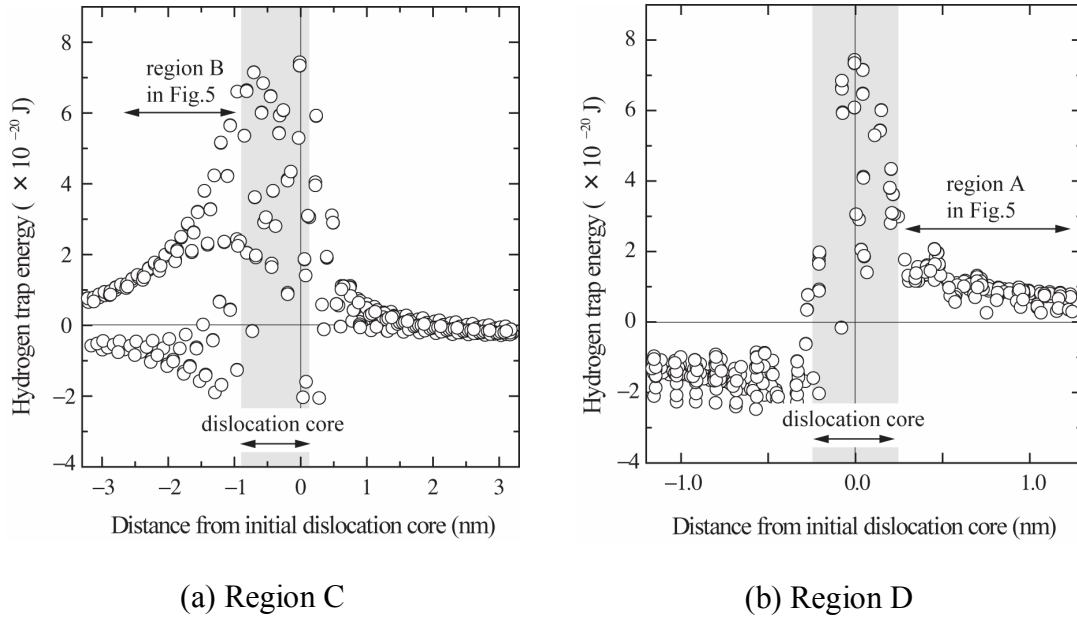 Hydrogen trap energy ( × 10 −20 J)
8
6
4
2
0
−2
−4
region B
in Fig.5
dislocation core
−3
−2
−1
0
1
2
3
Distance from initial dislocation core (nm)
(a) Region C
Hydrogen trap energy ( × 10 −20 J)
8
6
4
2
0
−2
−4
region A
in Fig.5
dislocation core
−1.0
0.0
1.0
Distance from initial dislocation core (nm)
(b) Region D